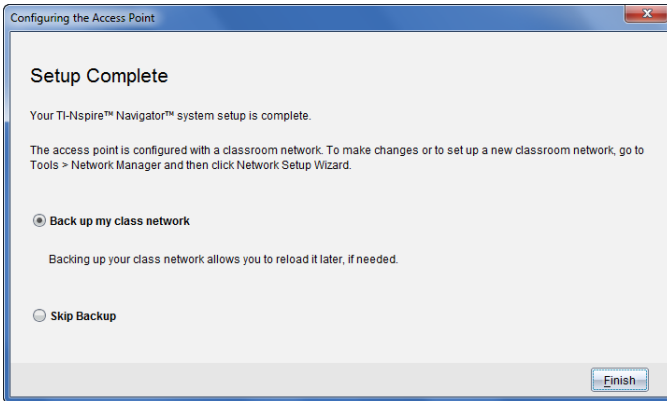 Configuring the Access Point
Setup Complete
Your TI-Nspire™ Navigator™ system setup is complete.
The access point is configured with a classroom network. To make changes or to set up a new classroom network, go to
Tools > Network Manager and then click Network Setup Wizard.
Back up my class network
Backing up your class network allows you to reload it later, if needed.
Skip Backup
Finish